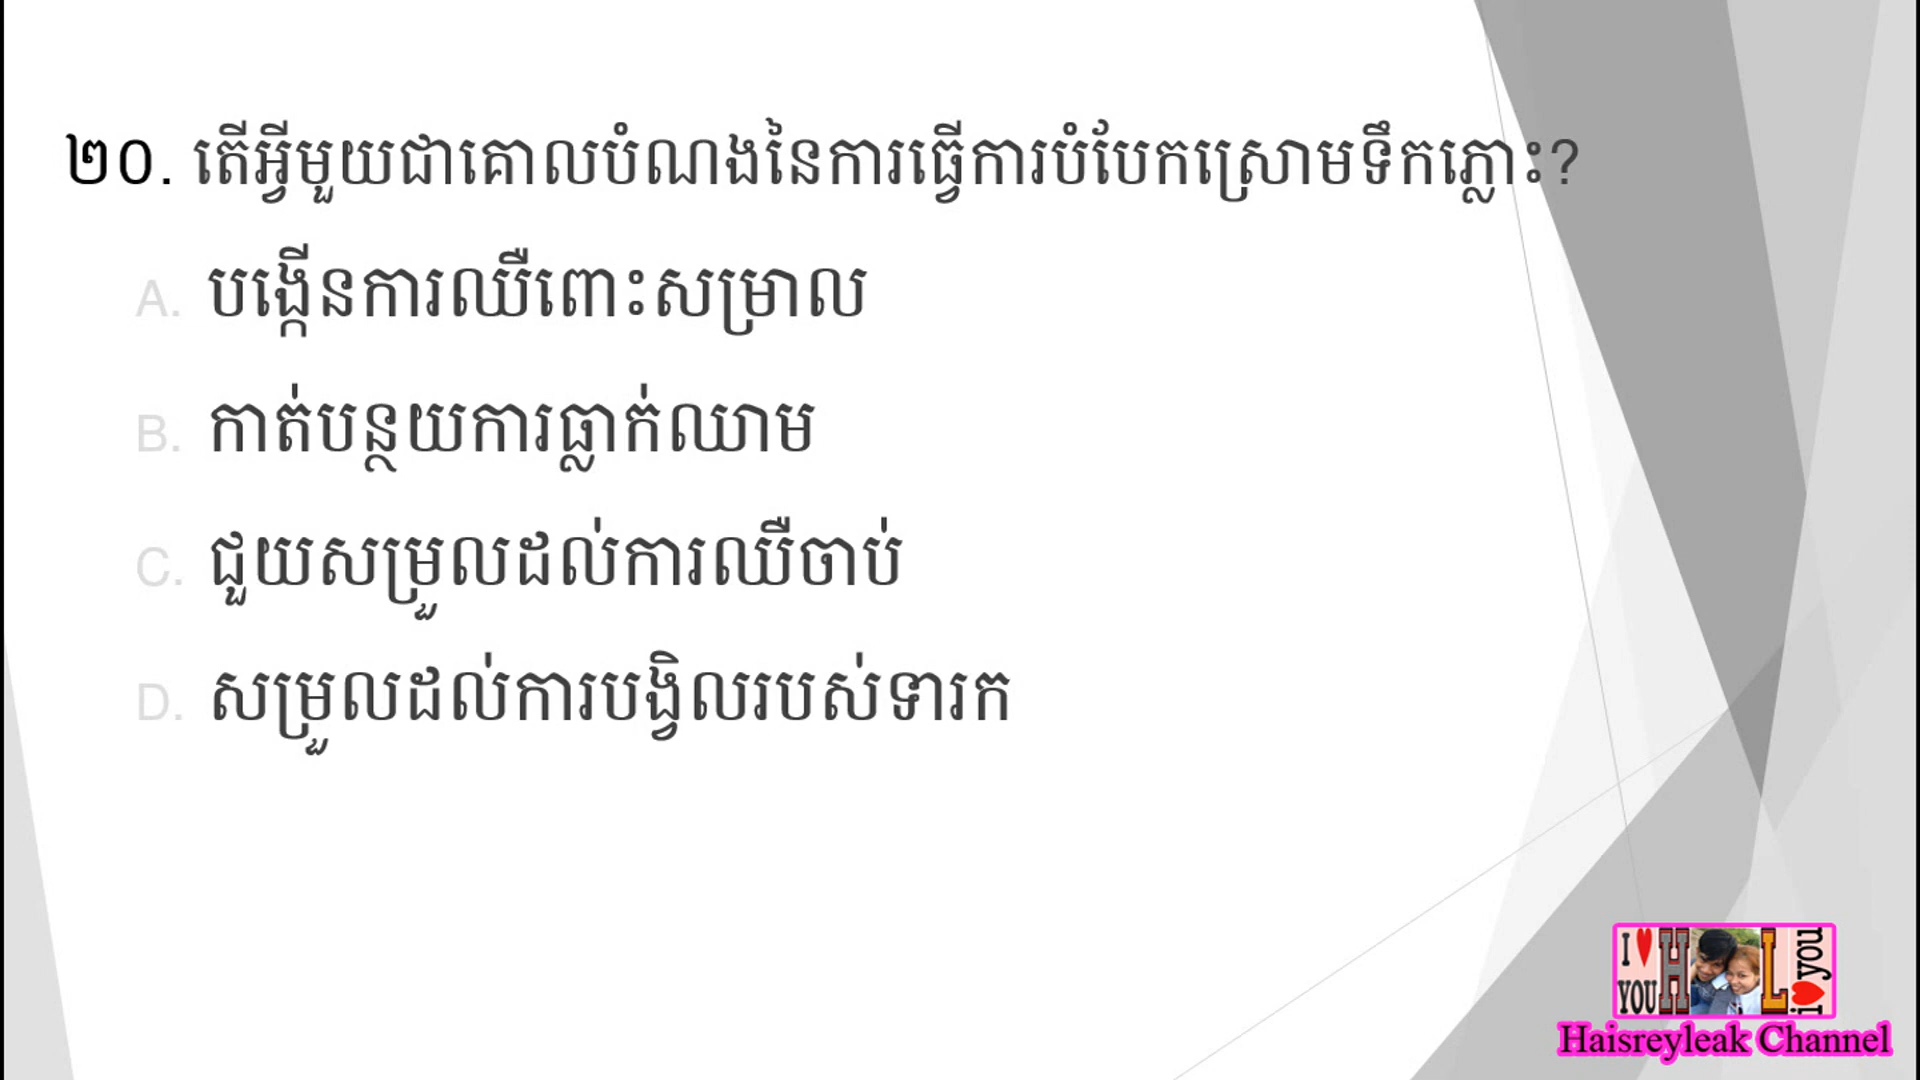 ២០. តើអ្វីមួយជាគោលបំណងនៃការធ្វើការបំបែកស្រោមទឹកភ្លោះ?
A. បង្កើនការឈឺពោះសម្រាល
B. កាត់បន្ថយការធ្លាក់ឈាម
C. ជួយសម្រួលដល់ការឈឺចាប់
D. សម្រួលដល់ការបង្វិលរបស់ទារក
I ♥ YOU H L i ♥ you
Haisreyleak Channel